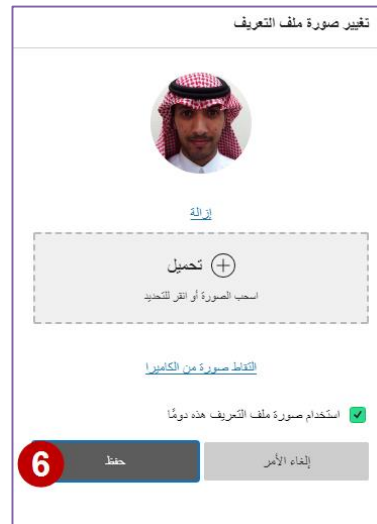 تغيير صورة ملف التعريف
إزالة
تحميل
اسحب الصورة أو انقر للتحديد
التقاط صورة من الكاميرا
استخدام صورة ملف التعريف هذه دومًا
إلغاء الأمر
حفظ
6